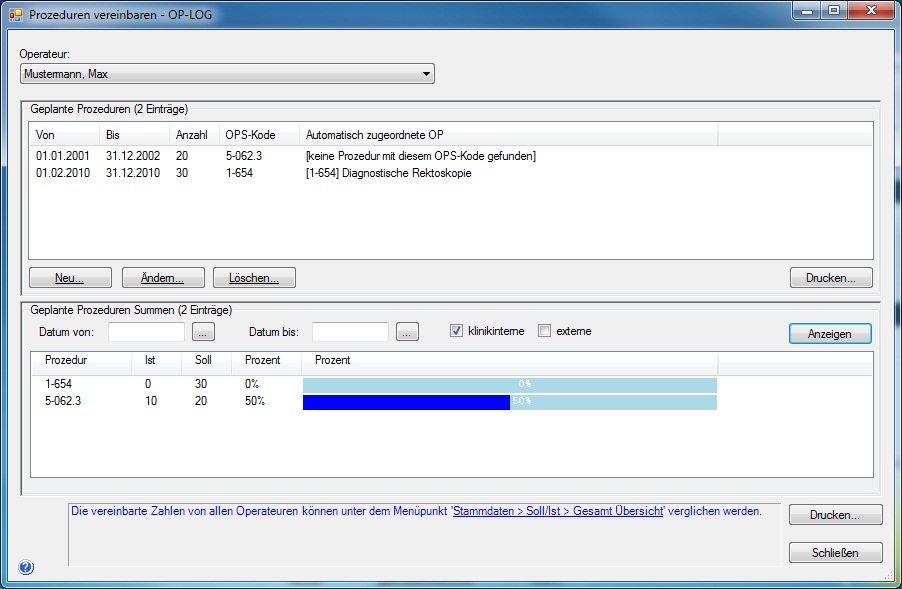 Prozeduren vereinbaren - OP-LOG
Operateur:
Mustermann, Max
Geplante Prozeduren (2 Einträge)
Von Bis Anzahl OPS-Kode Automatisch zugeordnete OP
01.01.2001 31.12.2002 20 5-062.3 [keine Prozedur mit diesem OPS-Kode gefunden]
01.02.2010 31.12.2010 30 1-654 [1-654] Diagnostische Rektoskopie
Neu... Ändern... Löschen... Drucken...
Geplante Prozeduren Summen (2 Einträge)
Datum von: ... Datum bis: ... klinikinterne externe Anzeigen
Prozedur Ist Soll Prozent Prozent
1-654 0 30 0% 0%
5-062.3 10 20 50% 50%
Die vereinbarte Zahlen von allen Operateuren können unter dem Menüpunkt 'Stammdaten > Soll/Ist > Gesamt Übersicht' verglichen werden.
Drucken...
Schließen
?